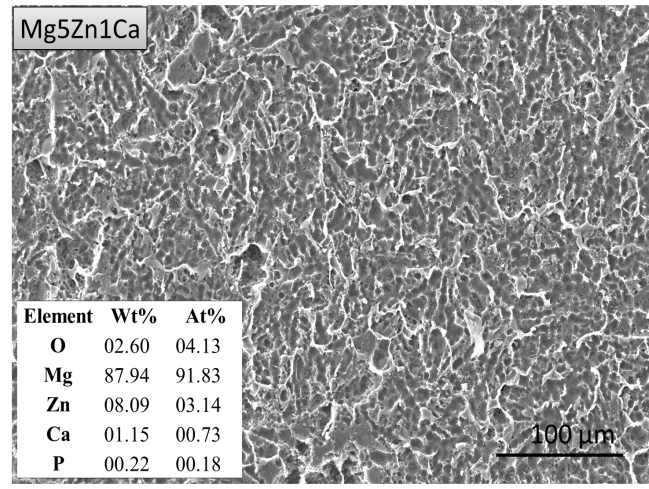 Mg5Zn1Ca
Element Wt% At%
O 02.60 04.13
Mg 87.94 91.83
Zn 08.09 03.14
Ca 01.15 00.73
P 00.22 00.18
100 µm